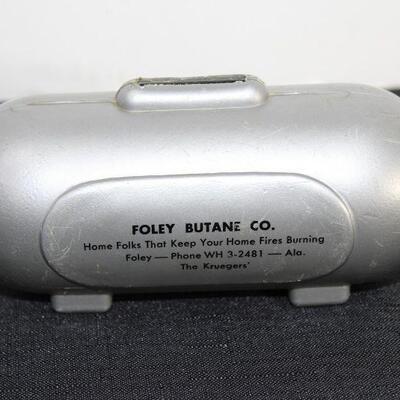 FOLEY BUTANE CO.
Home Folks That Keep Your Home Fires Burning
Foley — Phone WH 3-2481 — Ala.
The Kruegers'